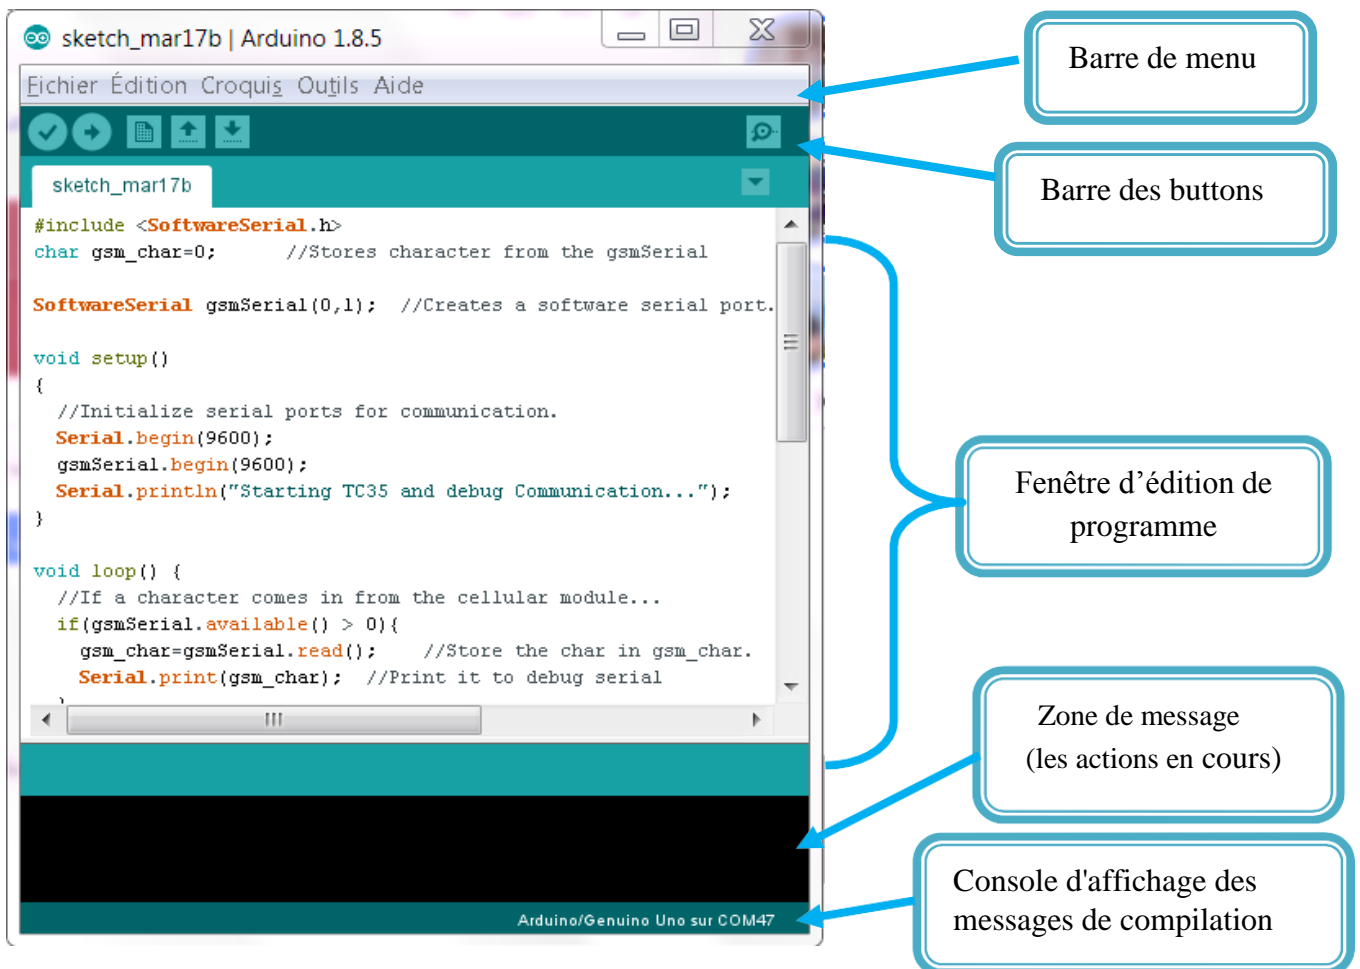 sketch_mar17b | Arduino 1.8.5
Fichier Édition Croquis Outils Aide
sketch_mar17b
#include <SoftwareSerial.h>
char gsm_char=0; //Stores character from the gsmSerial
SoftwareSerial gsmSerial(0,1); //Creates a software serial port.
void setup()
{
//Initialize serial ports for communication.
Serial.begin(9600);
gsmSerial.begin(9600);
Serial.println("Starting TC35 and debug Communication...");
}
void loop() {
//If a character comes in from the cellular module...
if(gsmSerial.available() > 0){
gsm_char=gsmSerial.read(); //Store the char in gsm_char.
Serial.print(gsm_char); //Print it to debug serial
Arduino/Genuino Uno sur COM47
Barre de menu
Barre des buttons
Fenêtre d’édition de
programme
Zone de message
(les actions en cours)
Console d'affichage des
messages de compilation